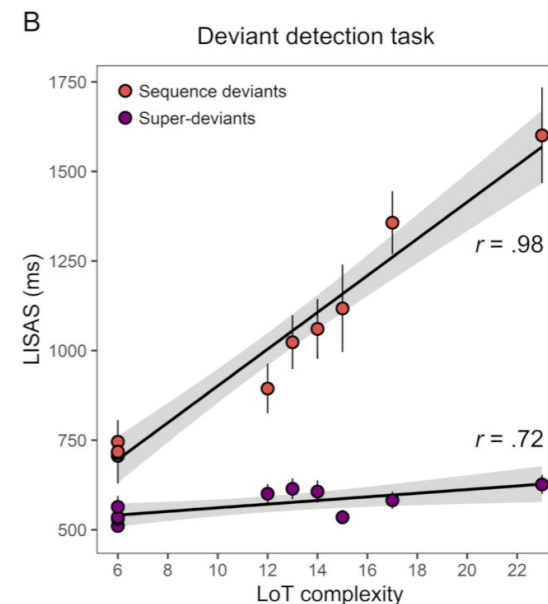 B
Deviant detection task
1750
1500
1250
1000
750
500
LISAS (ms)
Sequence deviants
Super-deviants
r = .98
r = .72
6 8 10 12 14 16 18 20 22
LoT complexity